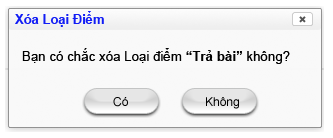 Xóa Loại Điểm
Bạn có chắc xóa Loại điểm “Trả bài” không?
Có
Không